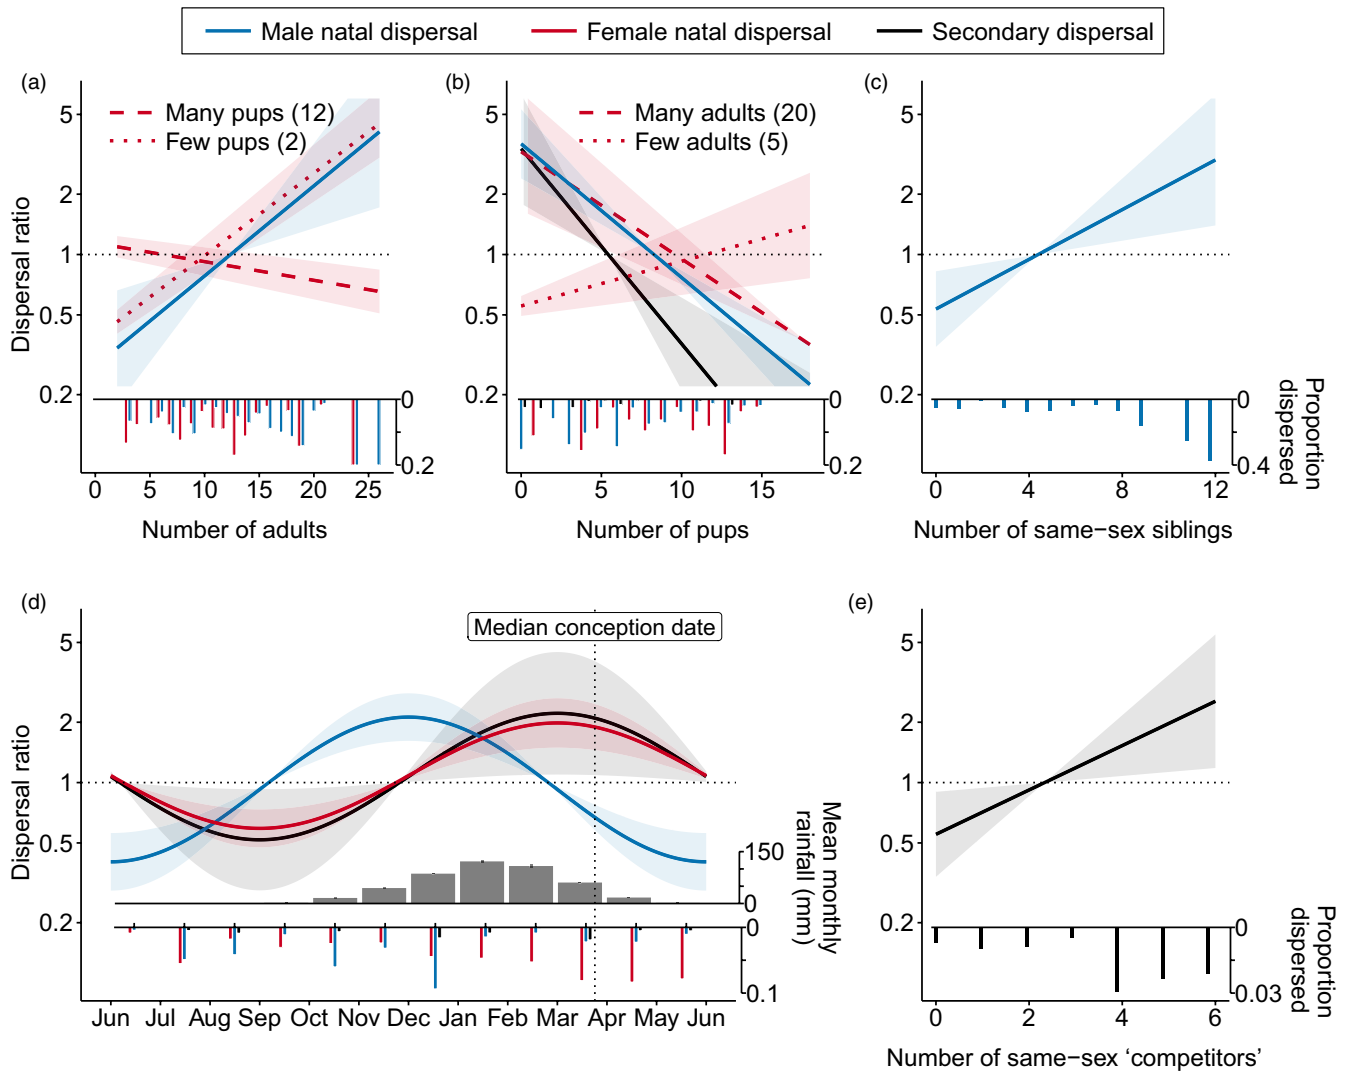 Male natal dispersal
Female natal dispersal
Secondary dispersal
(a)
Many pups (12)
Few pups (2)
5
2
1
0.5
0.2
Dispersal ratio
0
0.2
0 5 10 15 20 25
Number of adults
(b)
Many adults (20)
Few adults (5)
5
2
1
0.5
0.2
0
0.2
0 5 10 15
Number of pups
(c)
5
2
1
0.5
0.2
0
0.4
Proportion
dispersed
0 4 8 12
Number of same−sex siblings
(d)
Median conception date
5
2
1
0.5
0.2
Dispersal ratio
150
0
Mean monthly
rainfall (mm)
0
0.1
Jun Jul Aug Sep Oct Nov Dec Jan Feb Mar Apr May Jun
(e)
5
2
1
0.5
0.2
0
0.03
Proportion
dispersed
0 2 4 6
Number of same−sex ‘competitors’